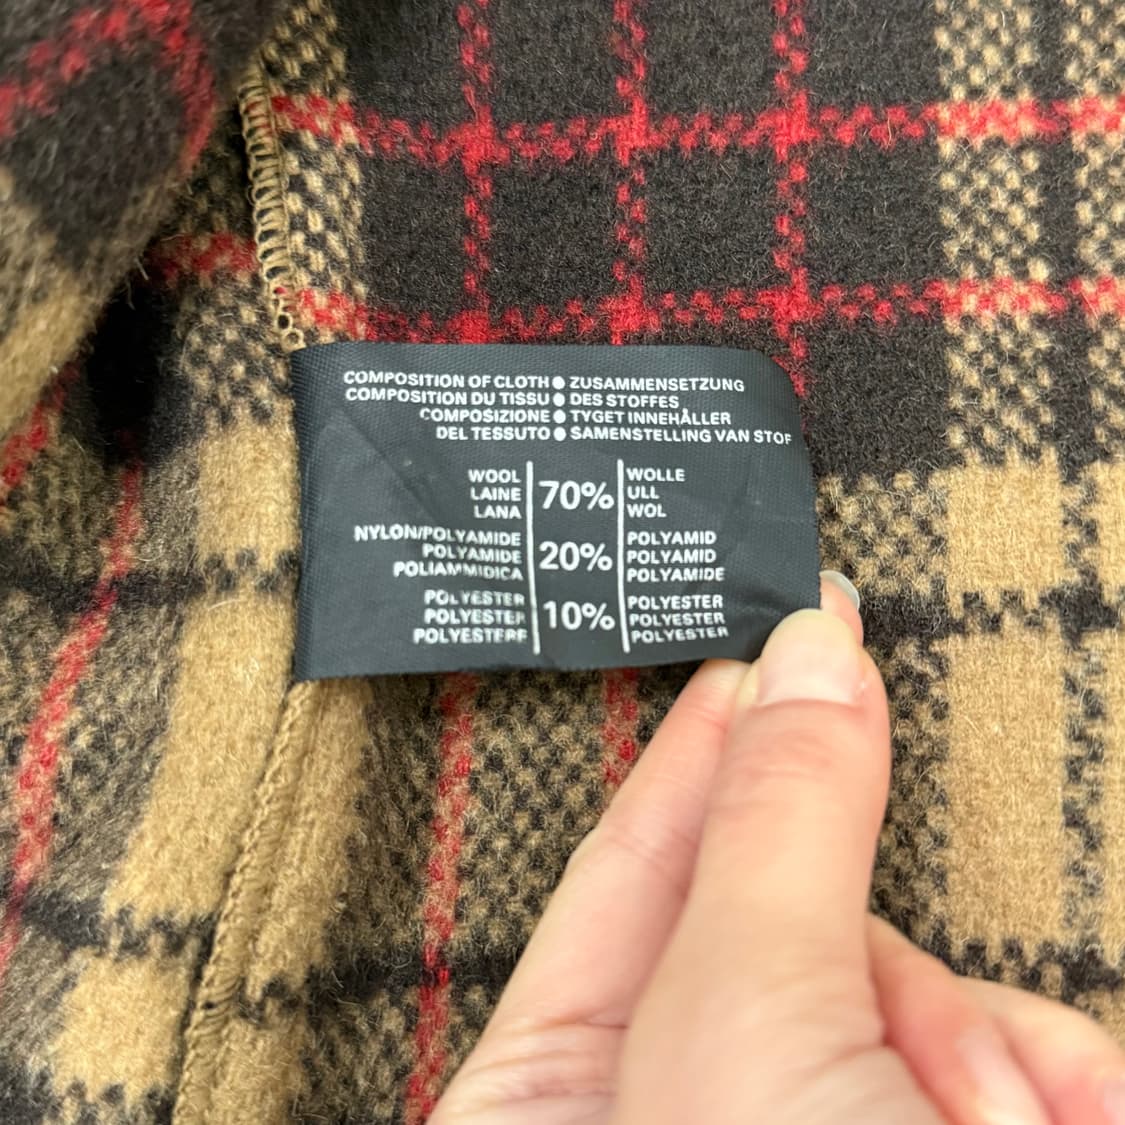 COMPOSITION OF CLOTH ● ZUSAMMENSETZUNG
COMPOSITION DU TISSU ● DES STOFFES
COMPOSIZIONE ● TYGET INNEHÅLLER
DEL TESSUTO ● SAMENSTELLING VAN STOF
WOOL WOLLE
LAINE 70% ULL
LANA WOL
NYLON/POLYAMIDE POLYAMID
POLYAMIDE 20% POLYAMID
POLIAMMIDICA POLYAMIDE
POLYESTER POLYESTER
POLYESTER 10% POLYESTER
POLYESTERE POLYESTER